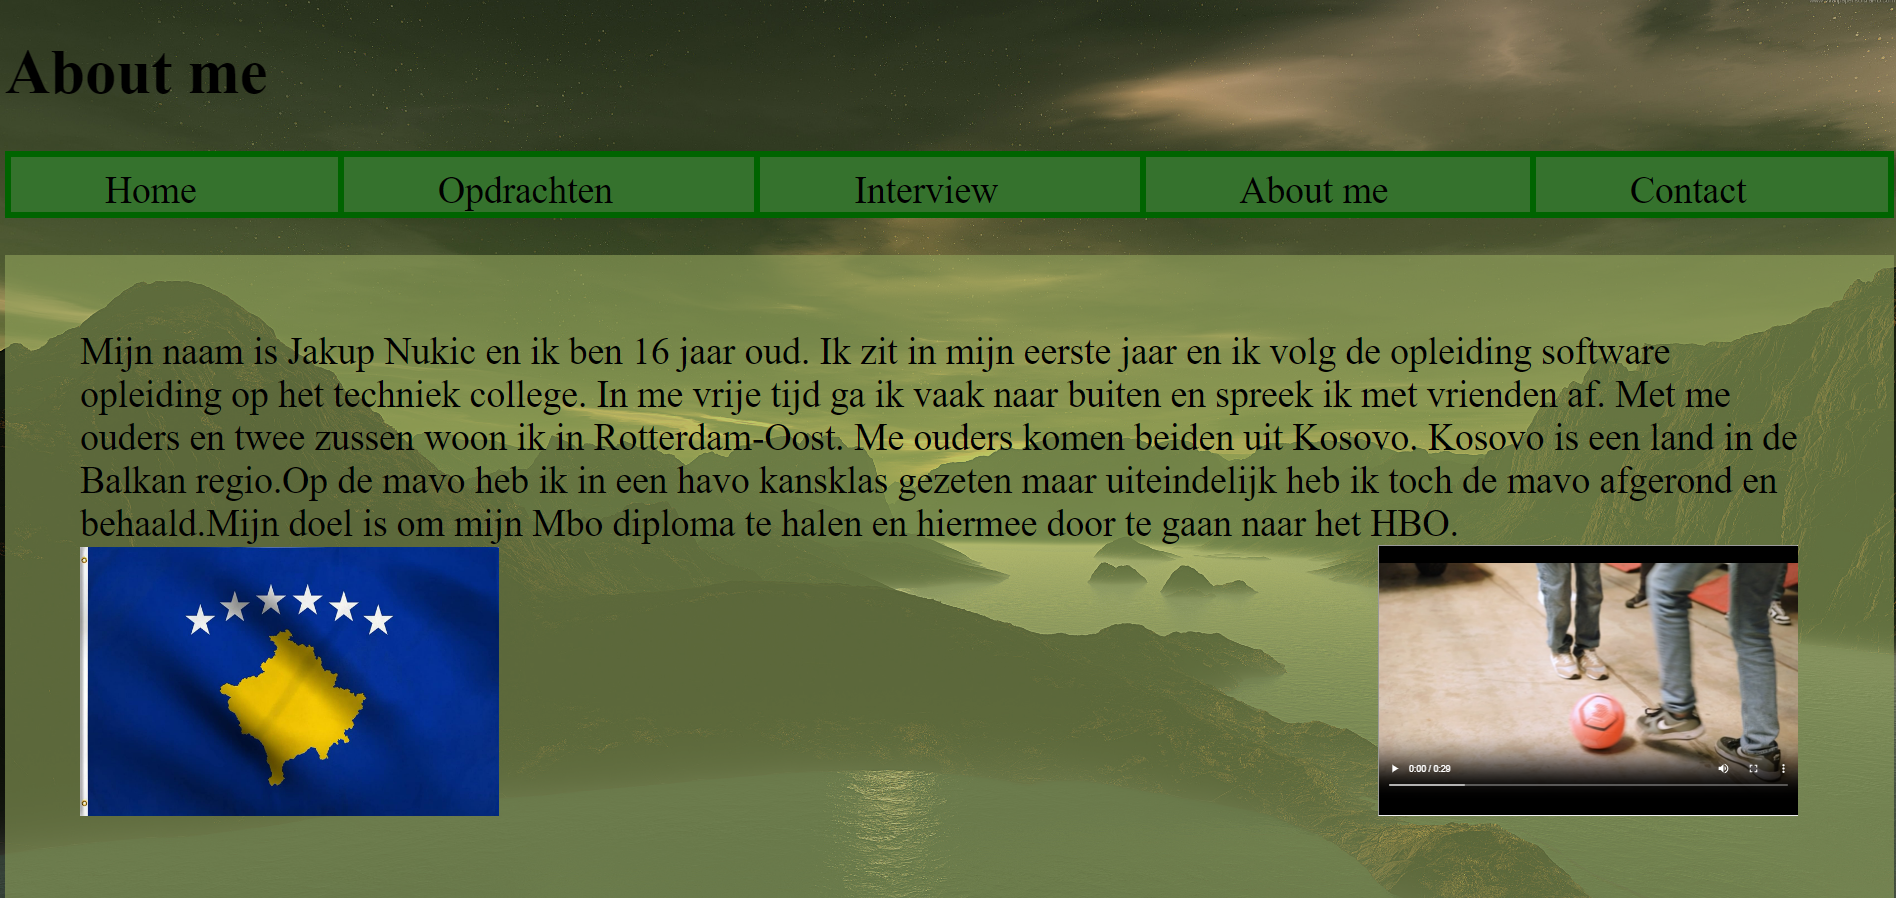 About me
Home
Opdrachten
Interview
About me
Contact
Mijn naam is Jakup Nukic en ik ben 16 jaar oud. Ik zit in mijn eerste jaar en ik volg de opleiding software
opleiding op het techniek college. In me vrije tijd ga ik vaak naar buiten en spreek ik met vrienden af. Met me
ouders en twee zussen woon ik in Rotterdam-Oost. Me ouders komen beiden uit Kosovo. Kosovo is een land in de
Balkan regio.Op de mavo heb ik in een havo kansklas gezeten maar uiteindelijk heb ik toch de mavo afgerond en
behaald.Mijn doel is om mijn Mbo diploma te halen en hiermee door te gaan naar het HBO.
0:00 / 0:29